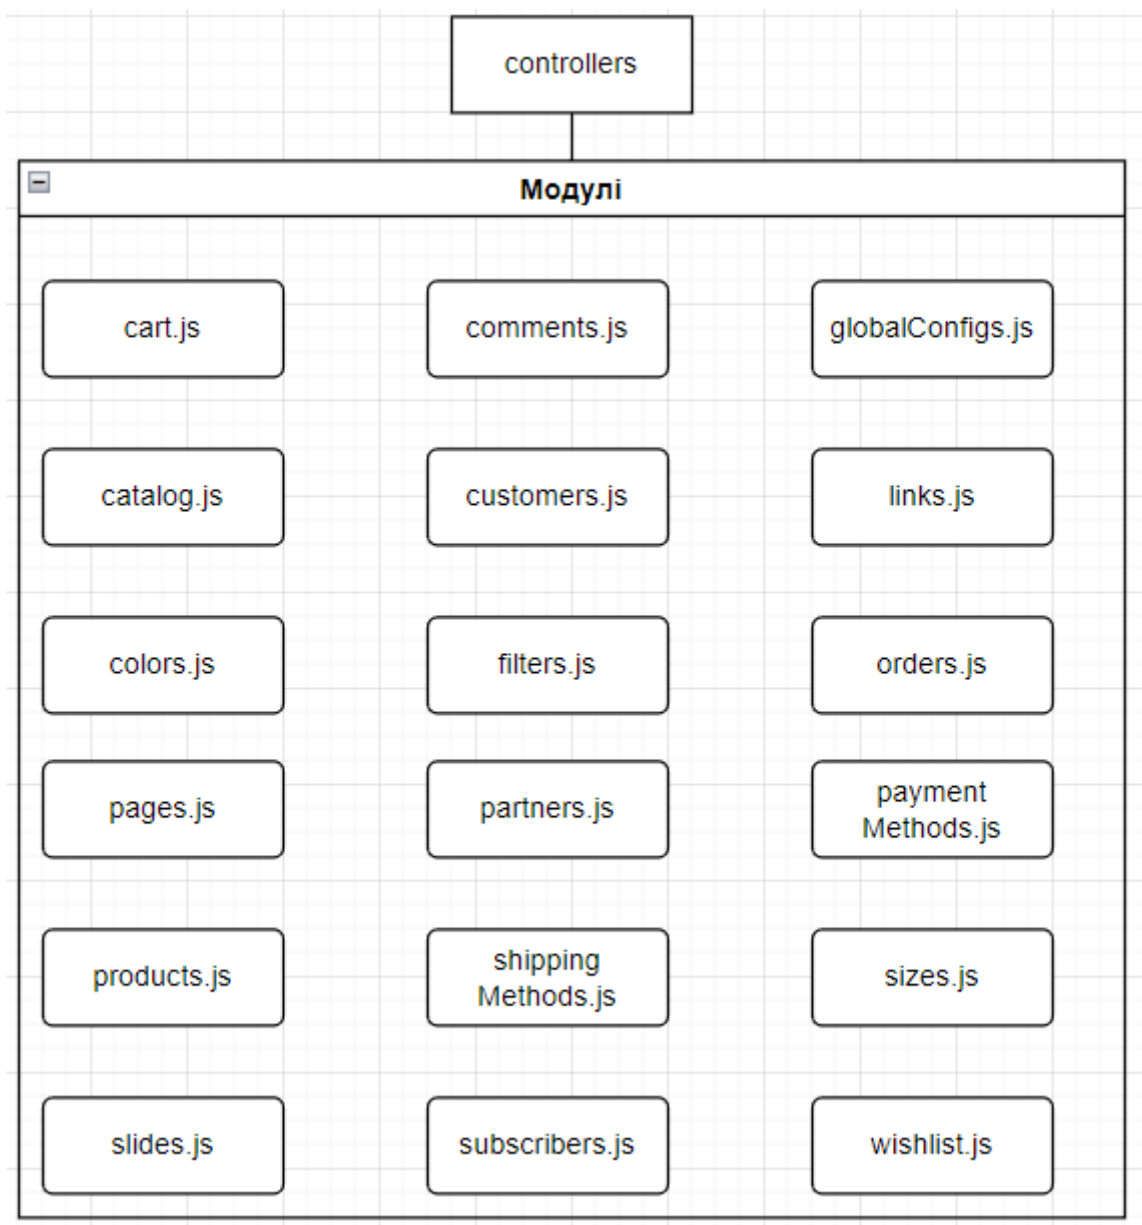 controllers
Модулі
cart.js
comments.js
globalConfigs.js
catalog.js
customers.js
links.js
colors.js
filters.js
orders.js
pages.js
partners.js
payment
Methods.js
products.js
shipping
Methods.js
sizes.js
slides.js
subscribers.js
wishlist.js